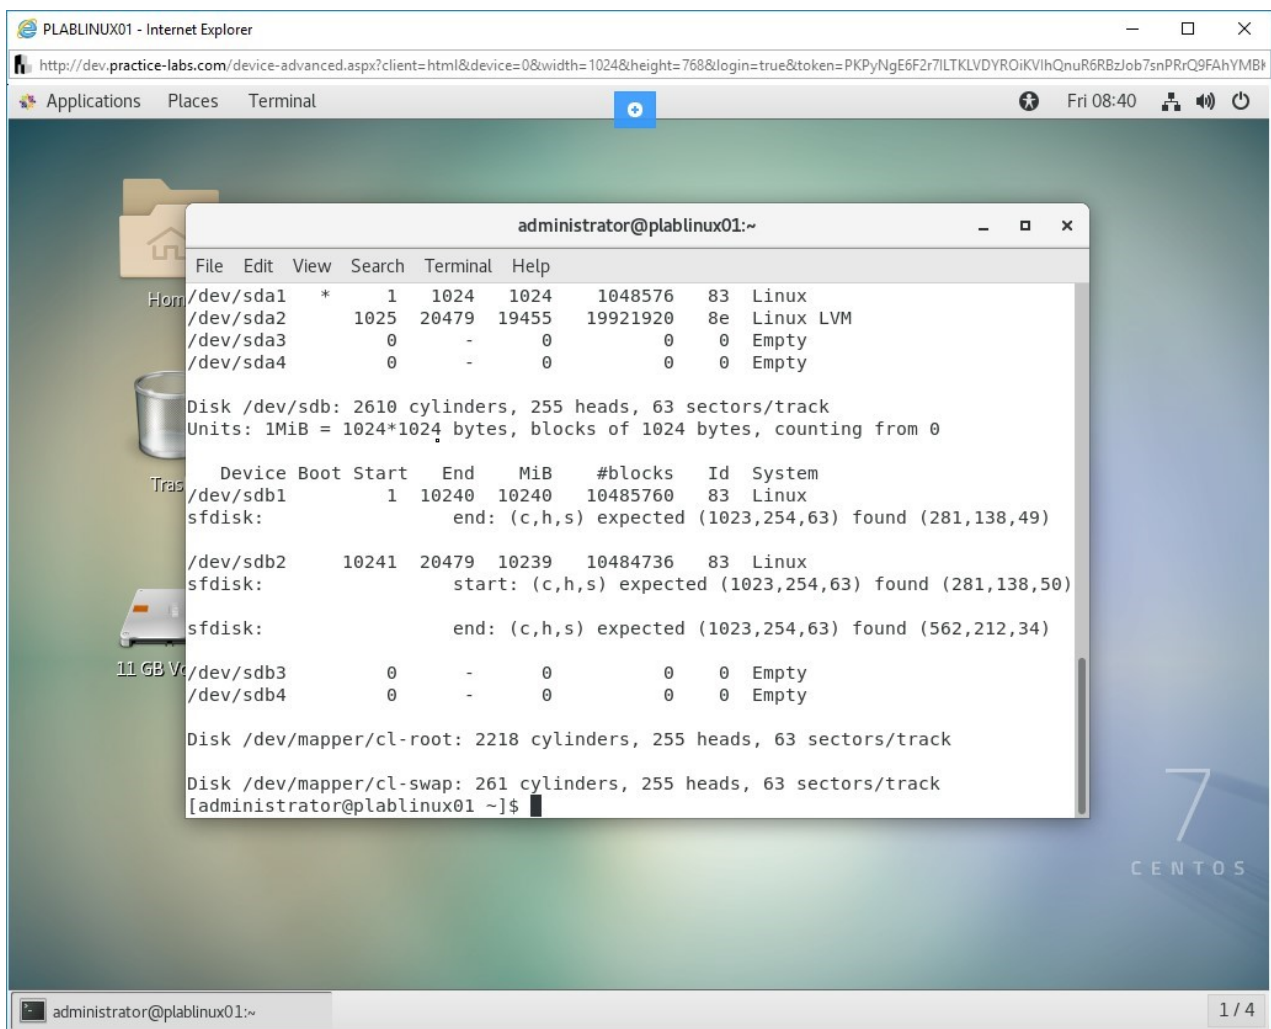 PLABLINUX01 - Internet Explorer
http://dev.practice-labs.com/device-advanced.aspx?client=html&device=0&width=1024&height=768&login=true&token=
Applications Places Terminal Fri 08:40
administrator@plablinux01:~
File Edit View Search Terminal Help
Hom
/dev/sda1 * 1 1024 1024 1048576 83 Linux
/dev/sda2 1025 20479 19455 19921920 8e Linux LVM
/dev/sda3 0 - 0 0 0 Empty
/dev/sda4 0 - 0 0 0 Empty
Disk /dev/sdb: 2610 cylinders, 255 heads, 63 sectors/track
Units: 1MiB = 1024*1024 bytes, blocks of 1024 bytes, counting from 0
Tras
Device Boot Start End MiB #blocks Id System
/dev/sdb1 1 10240 10240 10485760 83 Linux
sfdisk: end: (c,h,s) expected (1023,254,63) found (281,138,49)
/dev/sdb2 10241 20479 10239 10484736 83 Linux
sfdisk: start: (c,h,s) expected (1023,254,63) found (281,138,50)
sfdisk: end: (c,h,s) expected (1023,254,63) found (562,212,34)
11 GB Vo
/dev/sdb3 0 - 0 0 0 Empty
/dev/sdb4 0 - 0 0 0 Empty
Disk /dev/mapper/cl-root: 2218 cylinders, 255 heads, 63 sectors/track
Disk /dev/mapper/cl-swap: 261 cylinders, 255 heads, 63 sectors/track
[administrator@plablinux01 ~]$
7
CENTOS
administrator@plablinux01:~
1 / 4